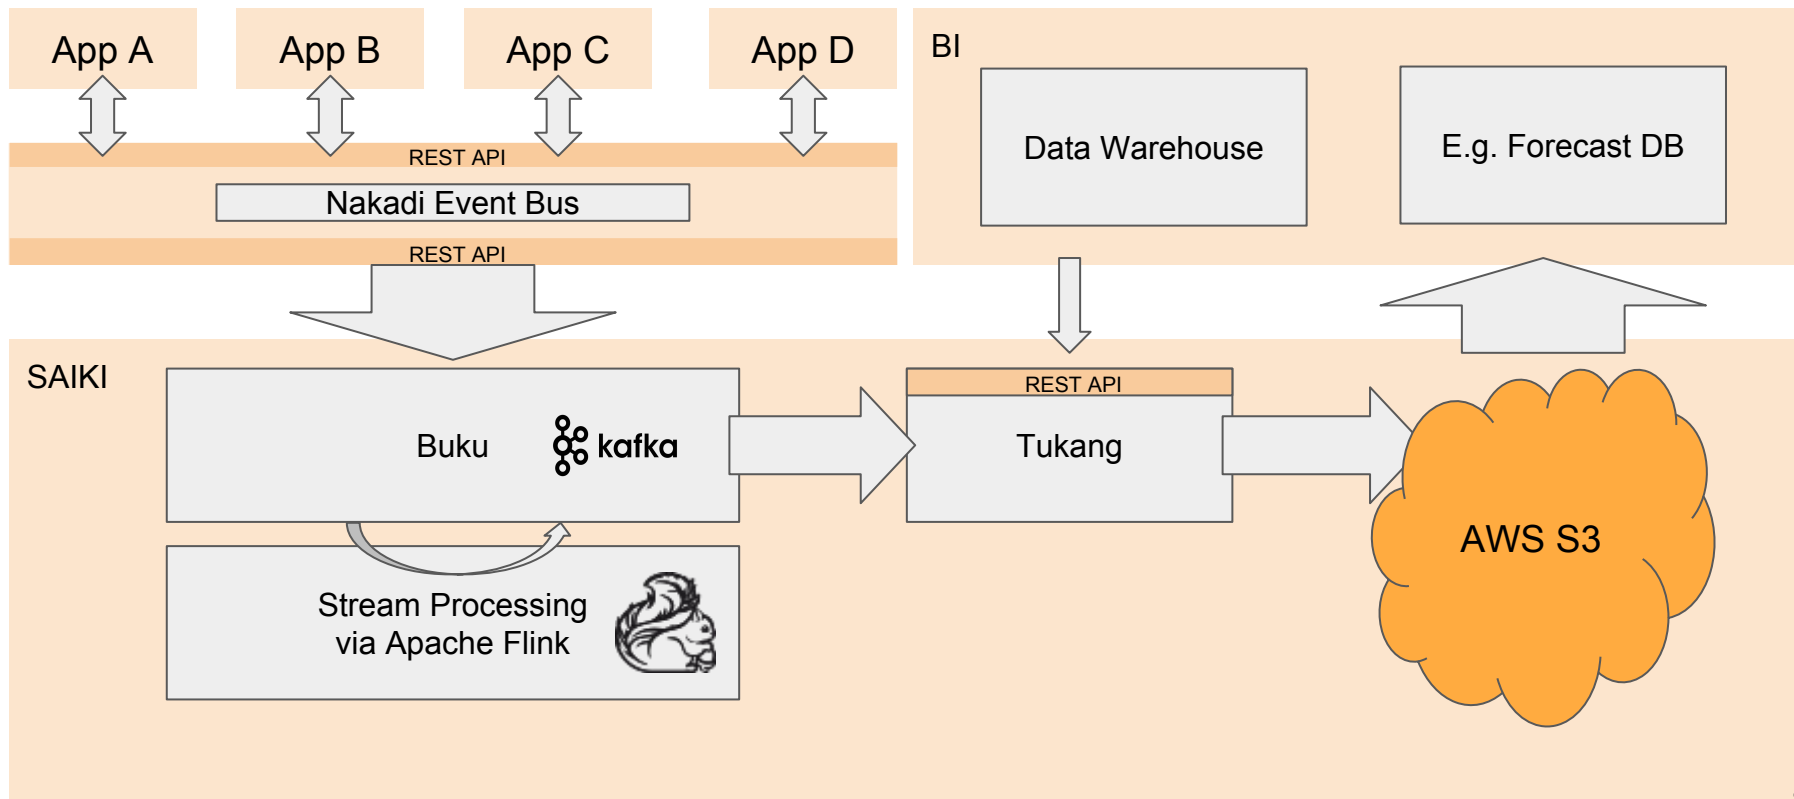 App A
App B
App C
App D
REST API
Nakadi Event Bus
REST API
BI
Data Warehouse
E.g. Forecast DB
SAIKI
Buku
kafka
REST API
Tukang
AWS S3
Stream Processing
via Apache Flink